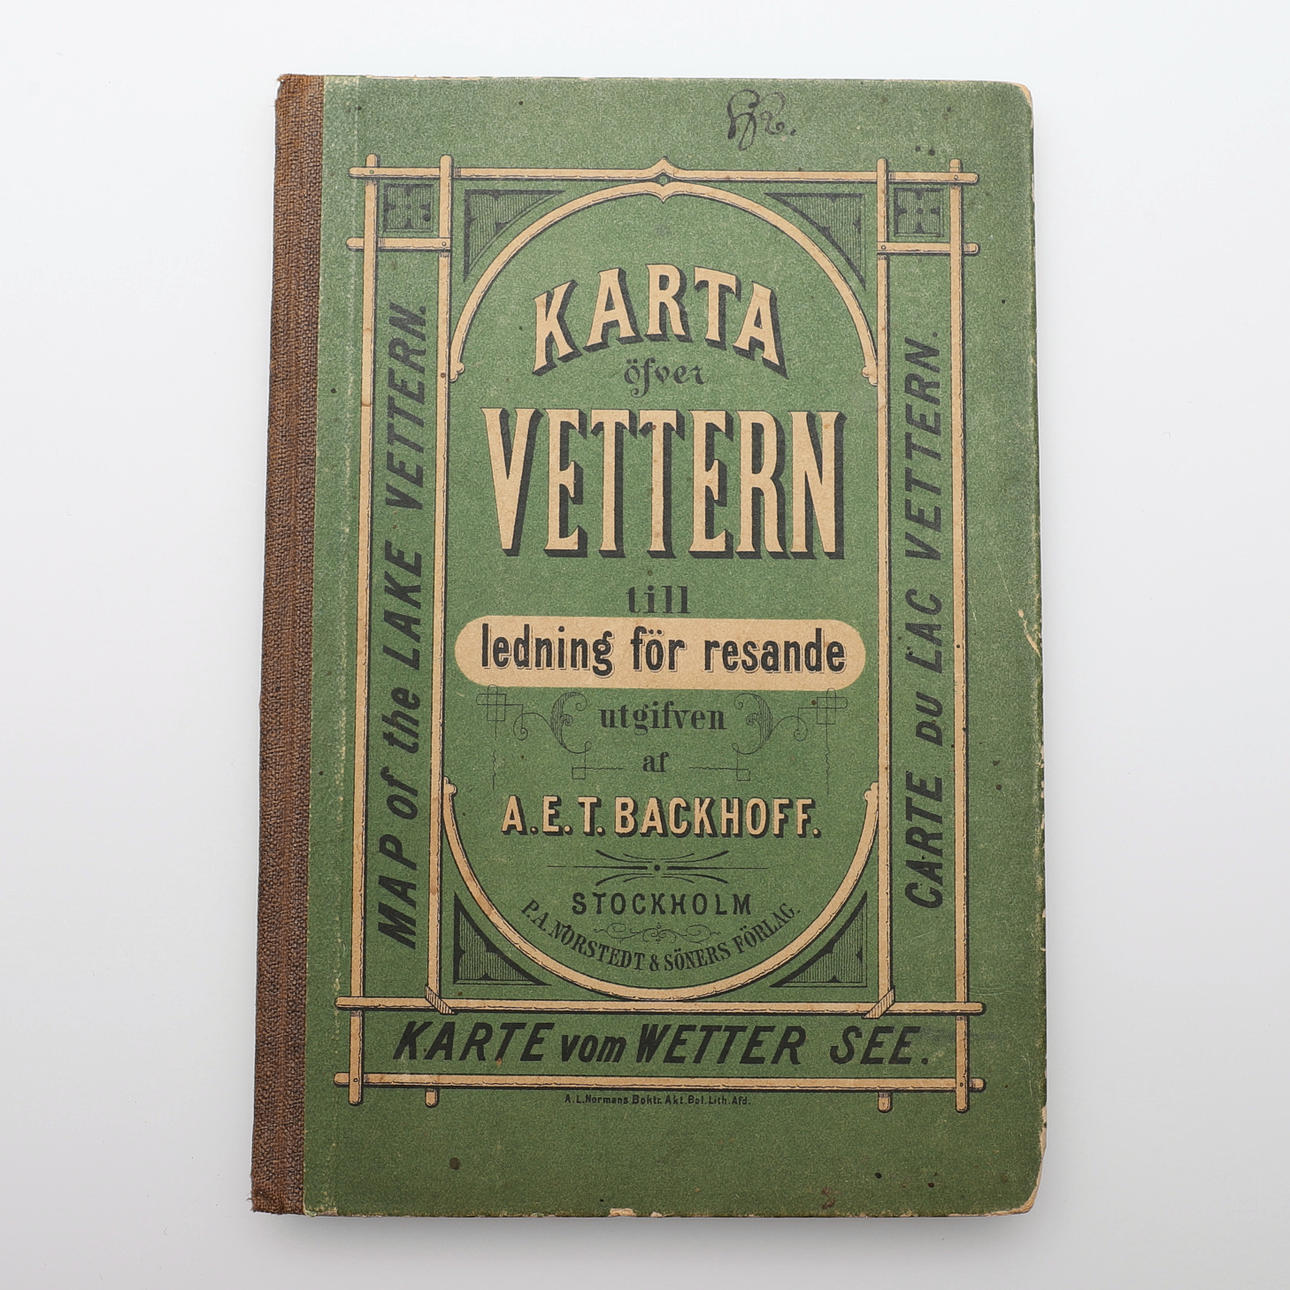 KARTA
öfver
VETTERN
till
ledning för resande
utgifven
af
A.E.T. BACKHOFF.
STOCKHOLM
P.A. NORSTEDT & SÖNERS FÖRLAG.
MAP of the LAKE VETTERN.
CARTE DU LAC VETTERN.
KARTE vom WETTER SEE.
A.L. Normans Boktr. Akt. Bol. Lith. Afd.